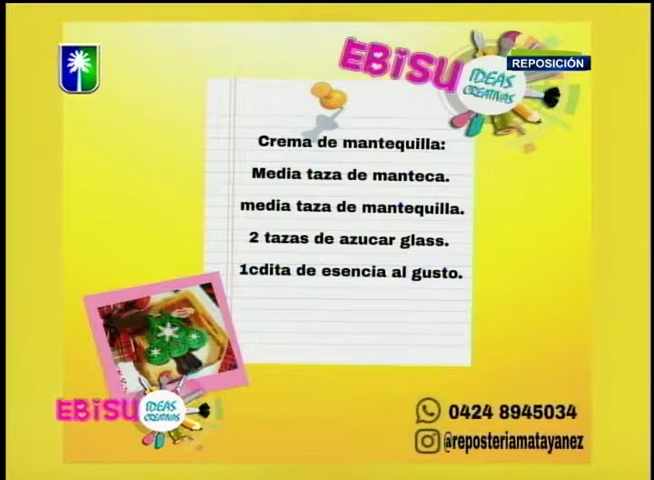 EBiSU
IDEAS
CREATIVAS
REPOSICIÓN
Crema de mantequilla:
Media taza de manteca.
media taza de mantequilla.
2 tazas de azucar glass.
1cdita de esencia al gusto.
EBiSU
IDEAS
CREATIVAS
0424 8945034
@reposteriamatayanez